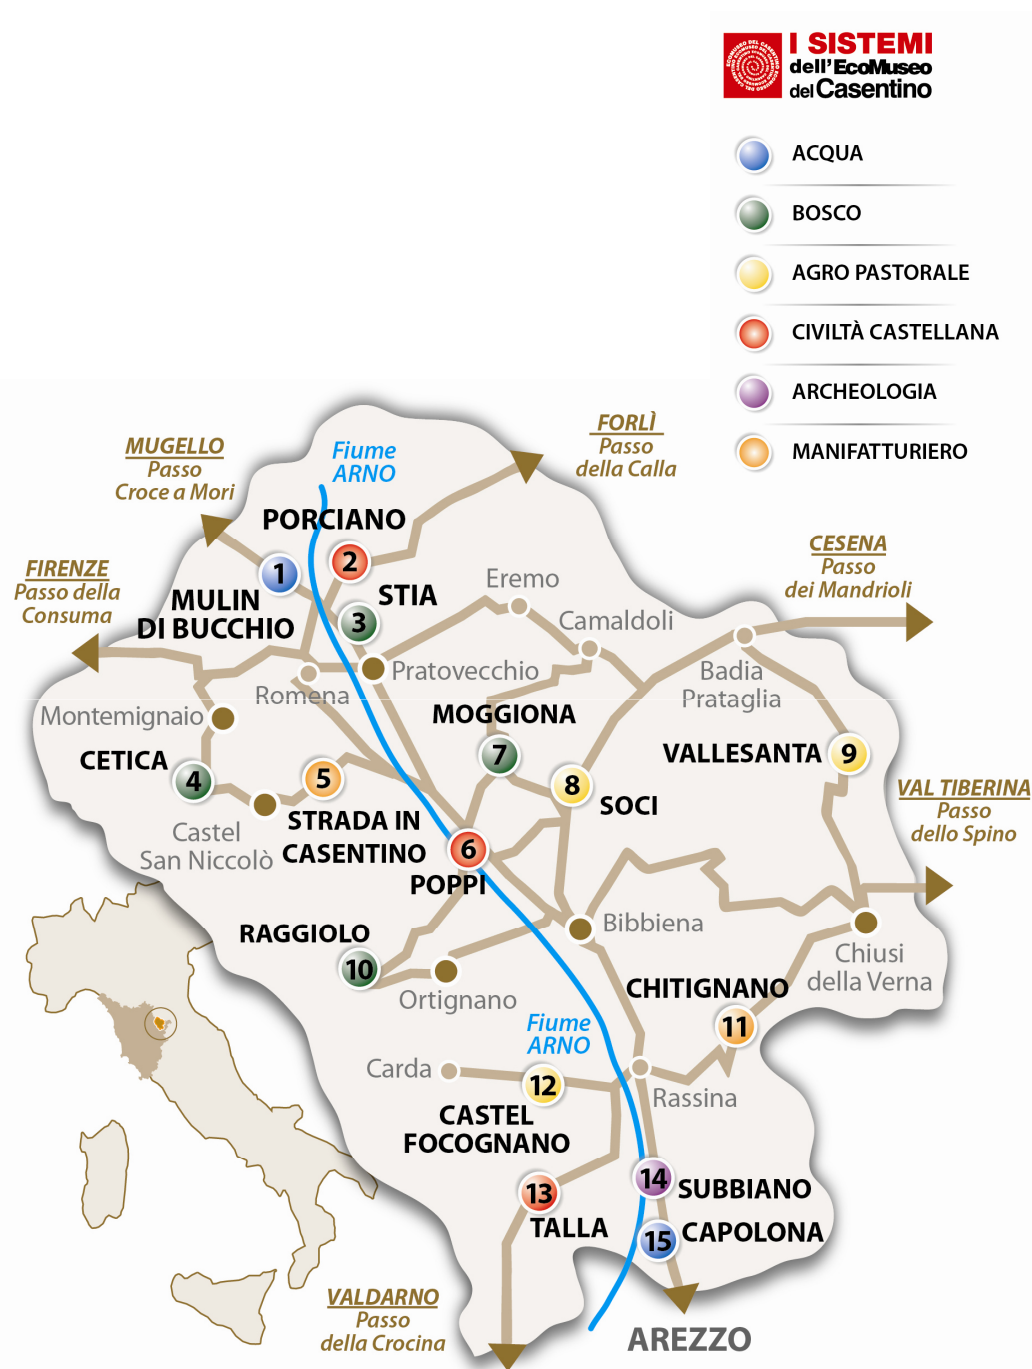 I SISTEMI
dell'EcoMuseo
del Casentino
ACQUA
BOSCO
AGRO PASTORALE
CIVILTÀ CASTELLANA
ARCHEOLOGIA
MANIFATTURIERO
MUGELLO
Passo
Croce a Mori
Fiume
ARNO
FORLÌ
Passo
della Calla
PORCIANO
FIRENZE
Passo della
Consuma
1
2
MULIN
DI BUCCHIO
STIA
3
Eremo
Camaldoli
CESENA
Passo
dei Mandrioli
Romena
Pratovecchio
Badia
Prataglia
Montemignaio
MOGGIONA
CETICA
4
5
7
8
VALLESANTA
9
STRADA IN
CASENTINO
SOCI
VAL TIBERINA
Passo
dello Spino
Castel
San Niccolò
6
POPPI
RAGGIOLO
10
Bibbiena
Ortignano
Chiusi
della Verna
CHITIGNANO
11
Fiume
ARNO
Carda
12
CASTEL
FOCOGNANO
Rassina
13
TALLA
14
SUBBIANO
15
CAPOLONA
VALDARNO
Passo
della Crocina
AREZZO